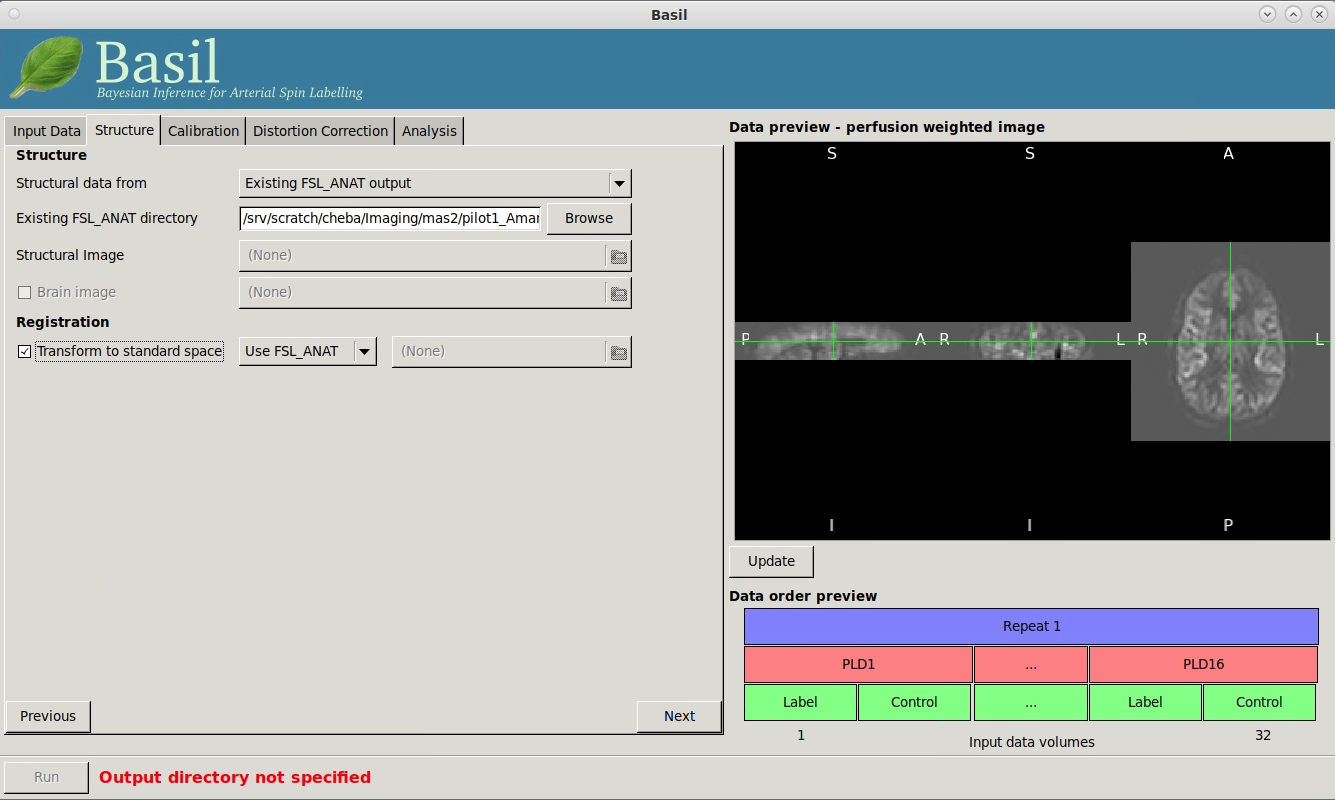 Basil
Basil
Bayesian Inference for Arterial Spin Labelling
Input Data Structure Calibration Distortion Correction Analysis
Structure
Structural data from Existing FSL_ANAT output
Existing FSL_ANAT directory /srv/scratch/cheba/Imaging/mas2/pilot1_Amar Browse
Structural Image (None)
Brain image (None)
Registration
Transform to standard space Use FSL_ANAT (None)
Previous Next
Data preview - perfusion weighted image
S S A
P A R L R L
I I P
Update
Data order preview
Repeat 1
PLD1 ... PLD16
Label Control ... Label Control
1 32
Input data volumes
Run Output directory not specified